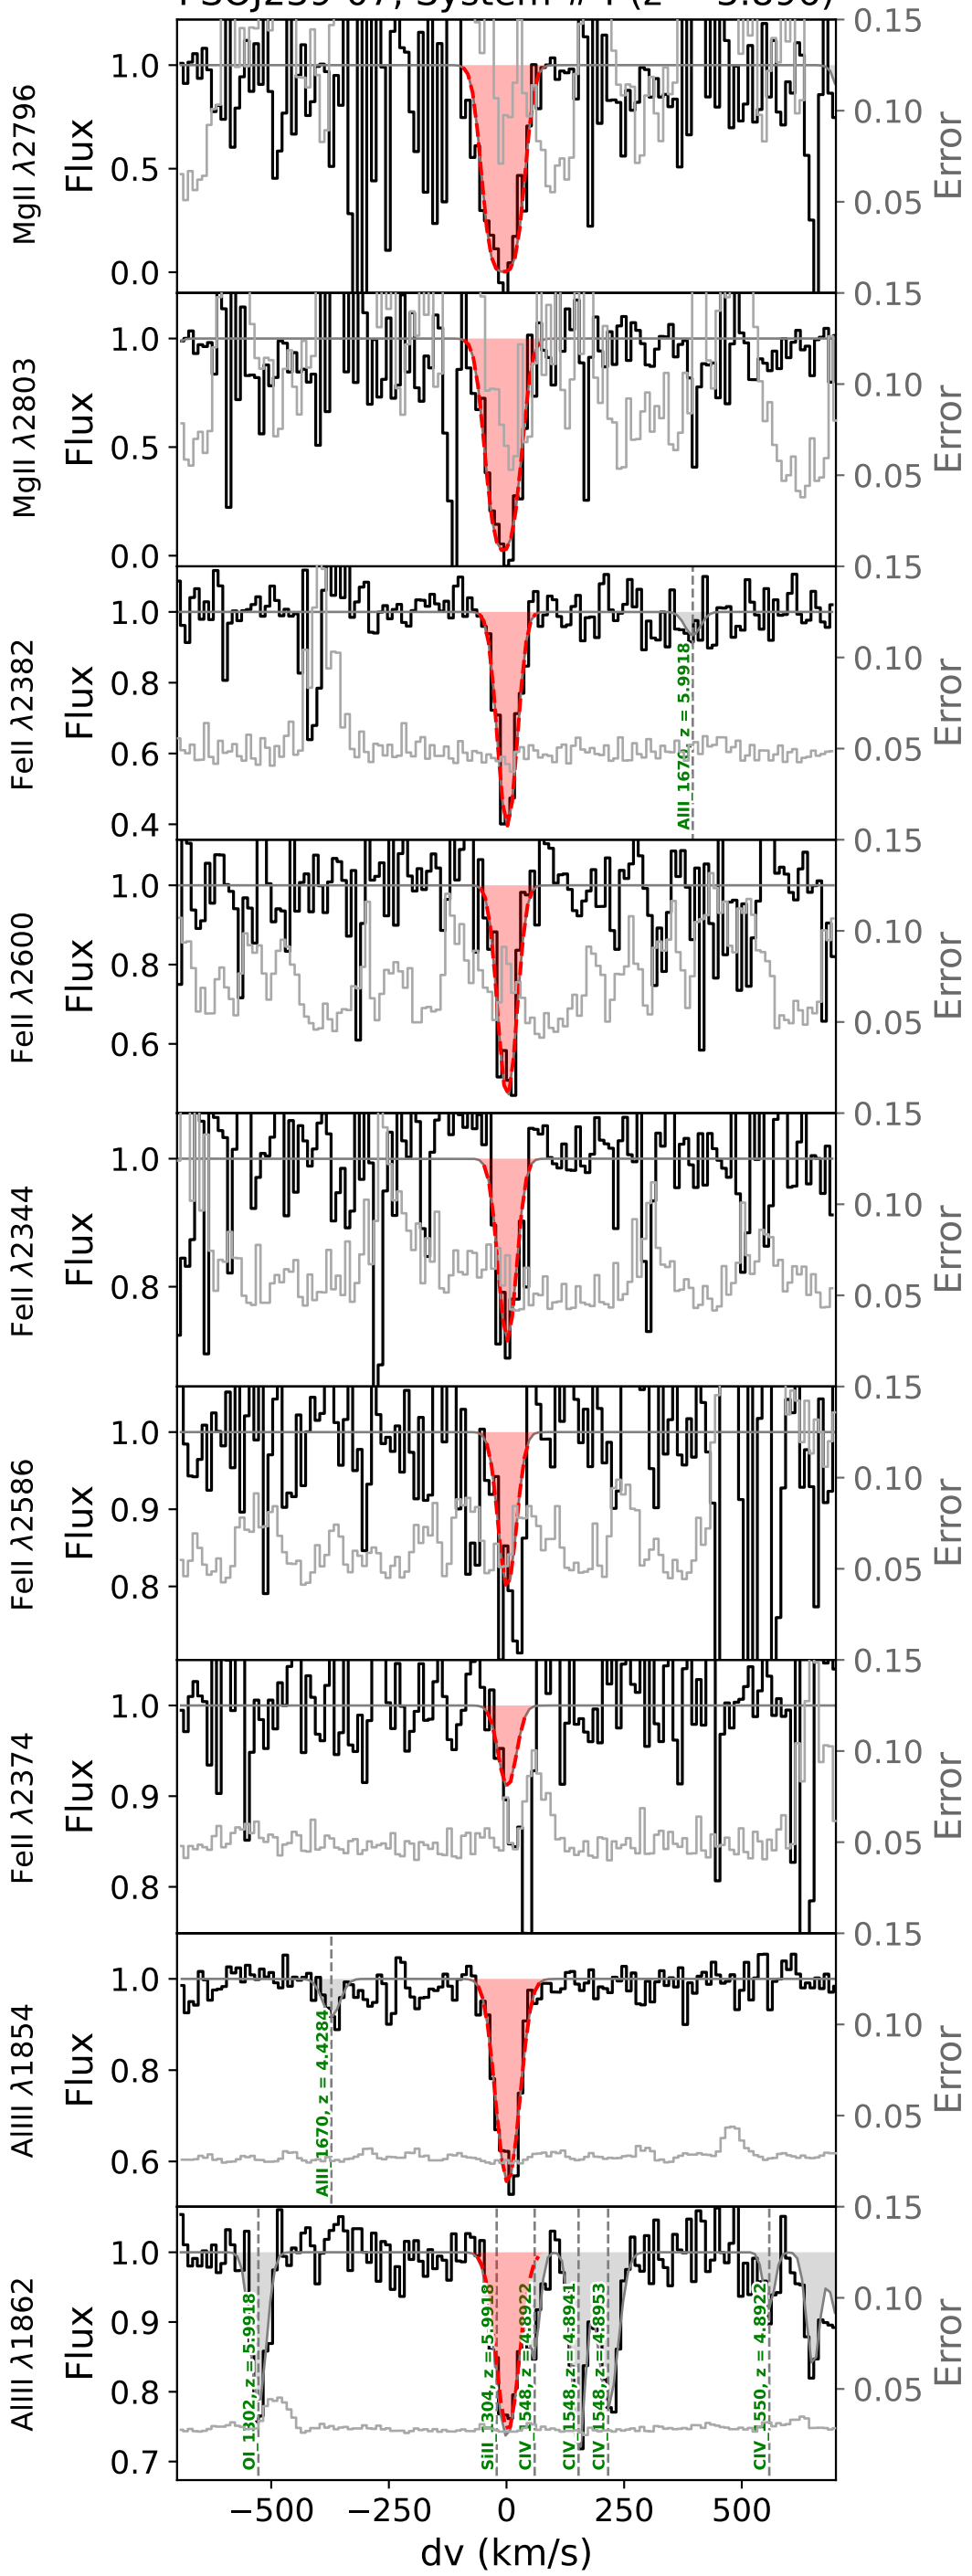 PSOJ239-07, System # (z = 3.896)
MgII λ2796
Flux
1.0
0.5
0.0
0.15
0.10
0.05
Error
MgII λ2803
Flux
1.0
0.5
0.0
0.15
0.10
0.05
Error
FeII λ2382
Flux
1.0
0.8
0.6
0.4
AlII 1670, z = 5.9918
0.15
0.10
0.05
Error
FeII λ2600
Flux
1.0
0.8
0.6
0.15
0.10
0.05
Error
FeII λ2344
Flux
1.0
0.8
0.15
0.10
0.05
Error
FeII λ2586
Flux
1.0
0.9
0.8
0.15
0.10
0.05
Error
FeII λ2374
Flux
1.0
0.9
0.8
0.15
0.10
0.05
Error
AlIII λ1854
Flux
1.0
0.8
0.6
AlII 1670, z = 4.4284
0.15
0.10
0.05
Error
AlIII λ1862
Flux
1.0
0.9
0.8
0.7
OI 1302, z = 5.9918
SiII 1304, z = 5.9918
CIV 1548, z = 4.8922
CIV 1548, z = 4.8941
CIV 1548, z = 4.8953
CIV 1550, z = 4.8922
0.15
0.10
0.05
Error
−500 −250 0 250 500
dv (km/s)